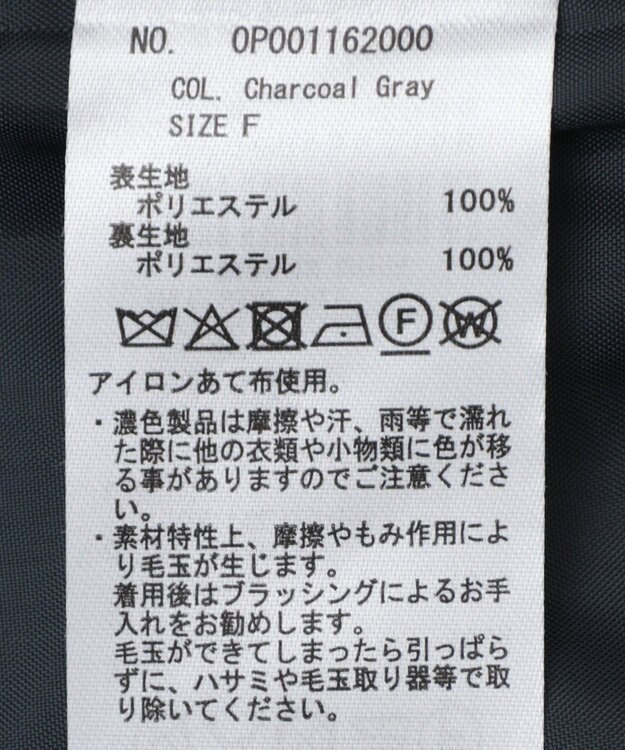 NO. 0P001162000
COL. Charcoal Gray
SIZE F
表生地
ポリエステル 100%
裏生地
ポリエステル 100%
F W
アイロンあて布使用。
・濃色製品は摩擦や汗、雨等で濡れ
た際に他の衣類や小物類に色が移
る事がありますのでご注意くださ
い。
・素材特性上、摩擦やもみ作用によ
り毛玉が生じます。
着用後はブラッシングによるお手
入れをお勧めします。
毛玉ができてしまったら引っぱら
ずに、ハサミや毛玉取り器等で取
り除いてください。